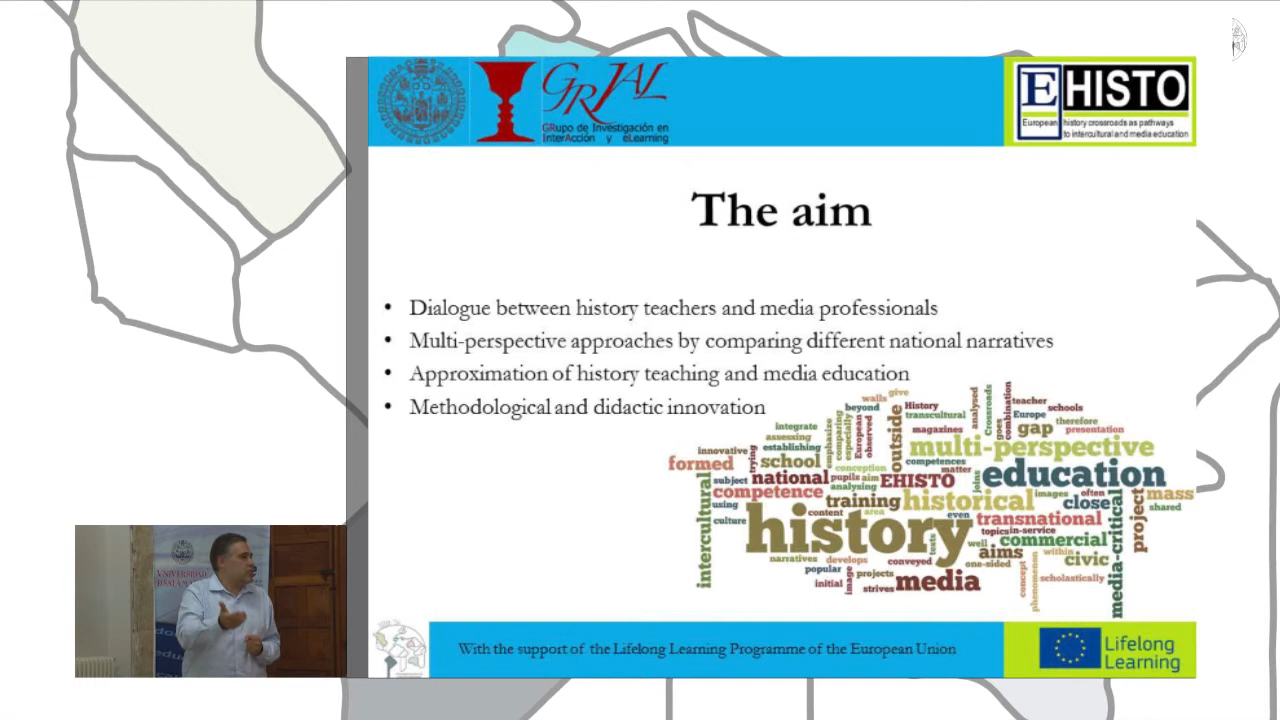 GRIAL
GRupo de Investigación en
InterAcción y eLearning
EHISTO
European history crossroads as pathways
to intercultural and media education
The aim
• Dialogue between history teachers and media professionals
• Multi-perspective approaches by comparing different national narratives
• Approximation of history teaching and media education
• Methodological and didactic innovation
give
walls
beyond
History
transcultural
outside
analysed
Crossroads
goes
combination
teacher
schools
Europe
gap
therefore
presentation
integrate
assessing
establishing
emphasize
comparing
especially
European
observed
magazines
multi-perspective
innovative
trying
formed
school
conception
competences
matter
subject
national
pupils
aim
analysing
EHISTO
joins
education
intercultural
competence
using
training
historical
images
often
close
mass
shared
culture
content
area
history
even
transnational
topics
in-service
project
texts
well
commercial
media-critical
narratives
develops
conveyed
aims
one-sided
within
civic
popular
image
projects
initial
strives
media
concept
phenomenon
scholastically
UNIVERSIDAD
With the support of the Lifelong Learning Programme of the European Union
Lifelong
Learning